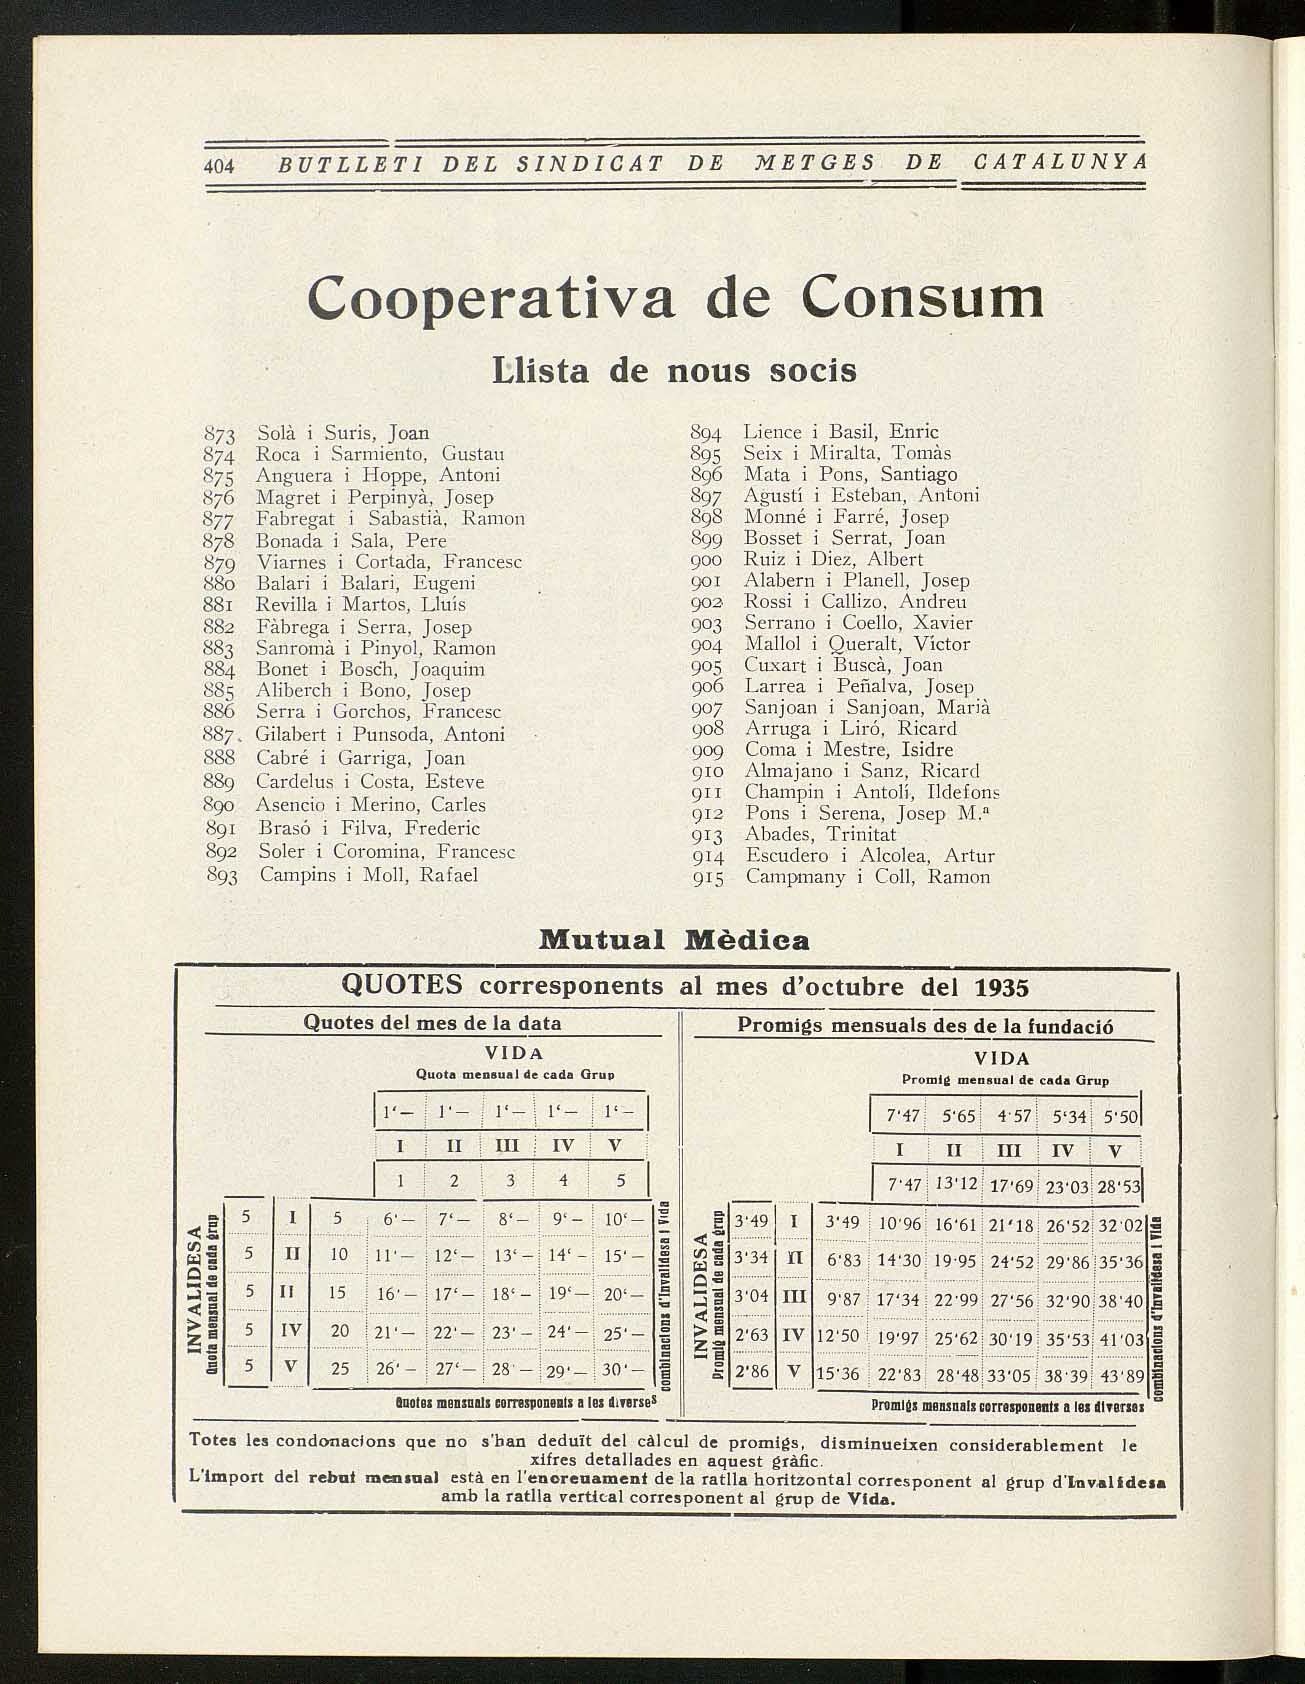 404 BUTLLETI DEL SINDICAT DE METGES DE CATALUNYA
Cooperativa de Consum
Llista de nous socis
873 Solà i Suris, Joan
874 Roca i Sarmiento, Gustau
875 Anguera i Hoppe, Antoni
876 Magret i Perpinyà, Josep
877 Fabregat i Sabastià, Ramon
878 Bonada i Sala, Pere
879 Viarnes i Cortada, Francesc
880 Balari i Balari, Eugeni
881 Revilla i Martos, Lluís
882 Fàbrega i Serra, Josep
883 Sanromà i Pinyol, Ramon
884 Bonet i Bosch, Joaquim
885 Aliberch i Bono, Josep
886 Serra i Gorchos, Francesc
887 Gilabert i Punsoda, Antoni
888 Cabré i Garriga, Joan
889 Cardelus i Costa, Esteve
890 Asencio i Merino, Carles
891 Brasó i Filva, Frederic
892 Soler i Coromina, Francesc
893 Campins i Moll, Rafael
894 Lience i Basil, Enric
895 Seix i Miralta, Tomàs
896 Mata i Pons, Santiago
897 Agustí i Esteban, Antoni
898 Monné i Farré, Josep
899 Bosset i Serrat, Joan
900 Ruiz i Diez, Albert
901 Alabern i Planell, Josep
902 Rossi i Callizo, Andreu
903 Serrano i Coello, Xavier
904 Mallol i Queralt, Víctor
905 Cuxart i Buscà, Joan
906 Larrea i Peñalva, Josep
907 Sanjoan i Sanjoan, Marià
908 Arruga i Liró, Ricard
909 Coma i Mestre, Isidre
910 Almajano i Sanz, Ricard
911 Champin i Antolí, Ildefons
912 Pons i Serena, Josep M.ª
913 Abades, Trinitat
914 Escudero i Alcolea, Artur
915 Campmany i Coll, Ramon
Mutual Mèdica
QUOTES corresponents al mes d'octubre del 1935
Quotes del mes de la data
VIDA
Quota mensual de cada Grup
1'— 1'— 1'— 1'— 1'—
I II III IV V
1 2 3 4 5
INVALIDESA
Quota mensual de cada grup
5 I 5 6'— 7'— 8'— 9'— 10'—
5 II 10 11'— 12'— 13'— 14'— 15'—
5 II 15 16'— 17'— 18'— 19'— 20'—
5 IV 20 21'— 22'— 23'— 24'— 25'—
5 V 25 26'— 27'— 28'— 29'— 30'—
combinacions d'Invalidesa i Vida
Quotes mensuals corresponents a les diverses
Promigs mensuals des de la fundació
VIDA
Promig mensual de cada Grup
7'47 5'65 4'57 5'34 5'50
I II III IV V
7'47 13'12 17'69 23'03 28'53
INVALIDESA
Promig mensual de cada grup
3'49 I 3'49 10'96 16'61 21'18 26'52 32'02
3'34 II 6'83 14'30 19'95 24'52 29'86 35'36
3'04 III 9'87 17'34 22'99 27'56 32'90 38'40
2'63 IV 12'50 19'97 25'62 30'19 35'53 41'03
2'86 V 15'36 22'83 28'48 33'05 38'39 43'89
combinacions d'Invalidesa i Vida
Promigs mensuals corresponents a les diverses
Totes les condonacions que no s'han deduït del càlcul de promigs, disminueixen considerablement le
xifres detallades en aquest gràfic.
L'import del rebut mensual està en l'encreuament de la ratlla horitzontal corresponent al grup d'Invalidesa
amb la ratlla vertical corresponent al grup de Vida.